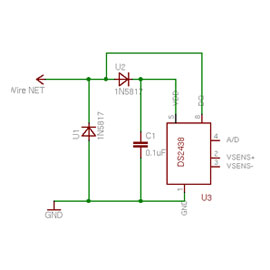 U2
Wire NET
1N5817
VDD
DQ
5
8
U1
1N5817
C1
0.1uF
DS2438
4
A/D
2
VSENS+
3
VSENS-
1
GND
U3
GND